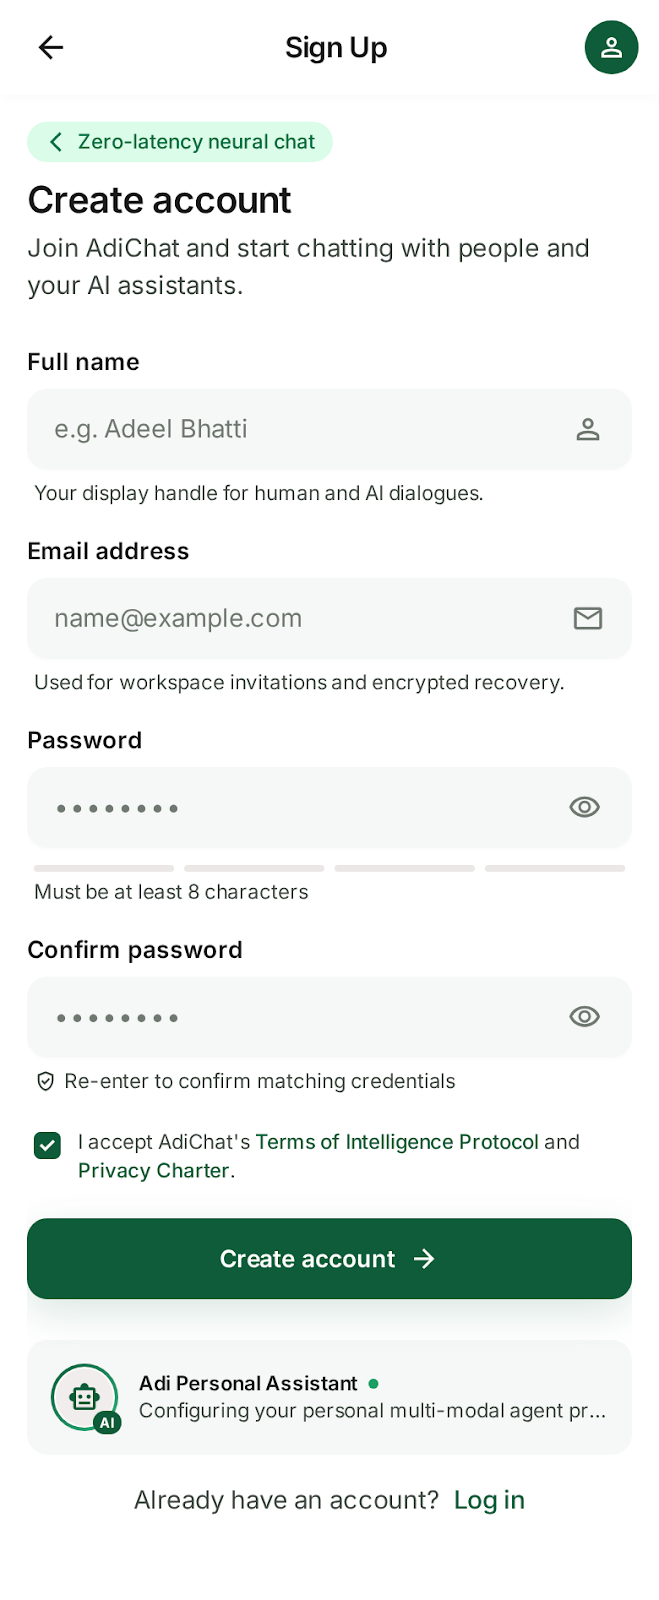 Sign Up
Zero-latency neural chat
Create account
Join AdiChat and start chatting with people and
your AI assistants.
Full name
e.g. Adeel Bhatti
Your display handle for human and AI dialogues.
Email address
name@example.com
Used for workspace invitations and encrypted recovery.
Password
••••••••
Must be at least 8 characters
Confirm password
••••••••
Re-enter to confirm matching credentials
I accept AdiChat's Terms of Intelligence Protocol and
Privacy Charter.
Create account
Adi Personal Assistant
Configuring your personal multi-modal agent pr...
AI
Already have an account? Log in